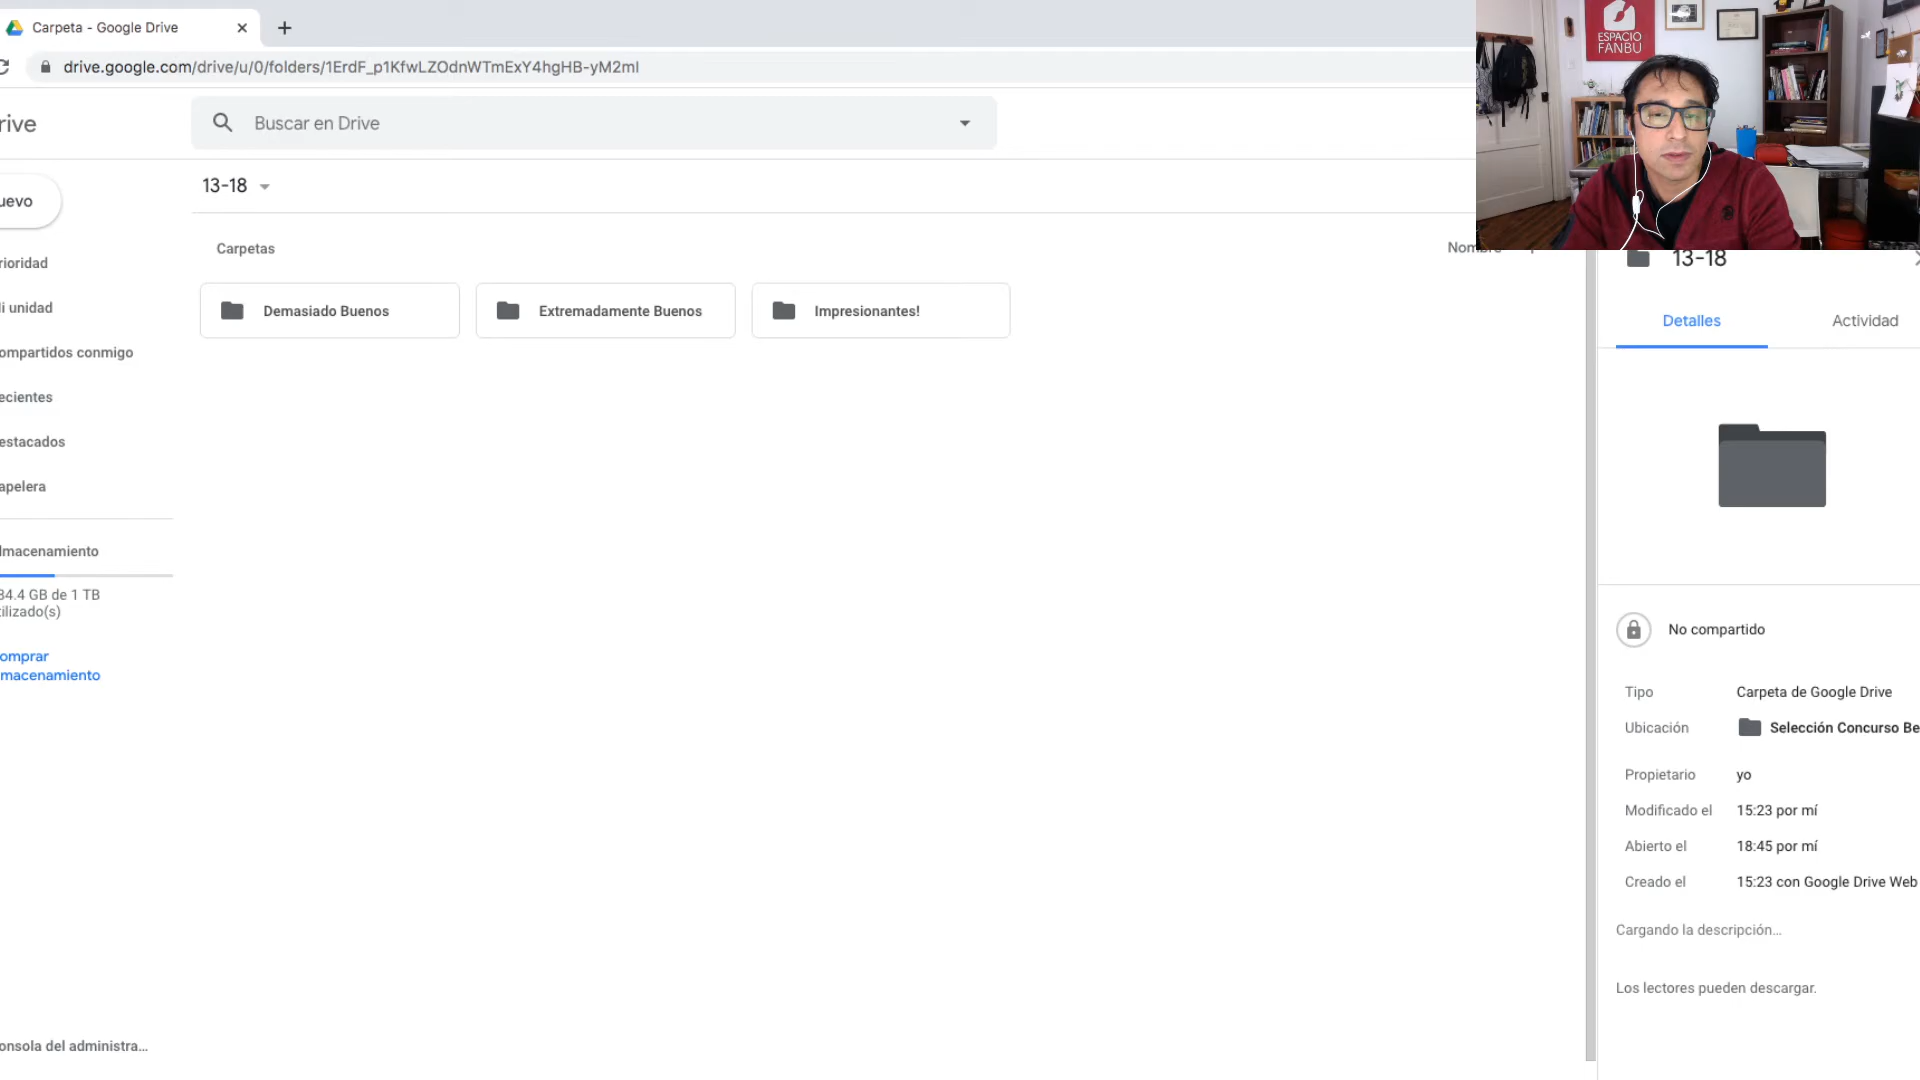 Carpeta - Google Drive
drive.google.com/drive/u/0/folders/1ErdF_p1KfwLZOdnWTmExY4hgHB-yM2ml
rive
Buscar en Drive
uevo
13-18
rioridad
i unidad
ompartidos conmigo
ecientes
estacados
apelera
lmacenamiento
34.4 GB de 1 TB
tilizado(s)
omprar
macenamiento
onsola del administra...
Carpetas
Demasiado Buenos
Extremadamente Buenos
Impresionantes!
ESPACIO
FANBU
13-18
Detalles
Actividad
No compartido
Tipo Carpeta de Google Drive
Ubicación Selección Concurso Be
Propietario yo
Modificado el 15:23 por mí
Abierto el 18:45 por mí
Creado el 15:23 con Google Drive Web
Cargando la descripción...
Los lectores pueden descargar.